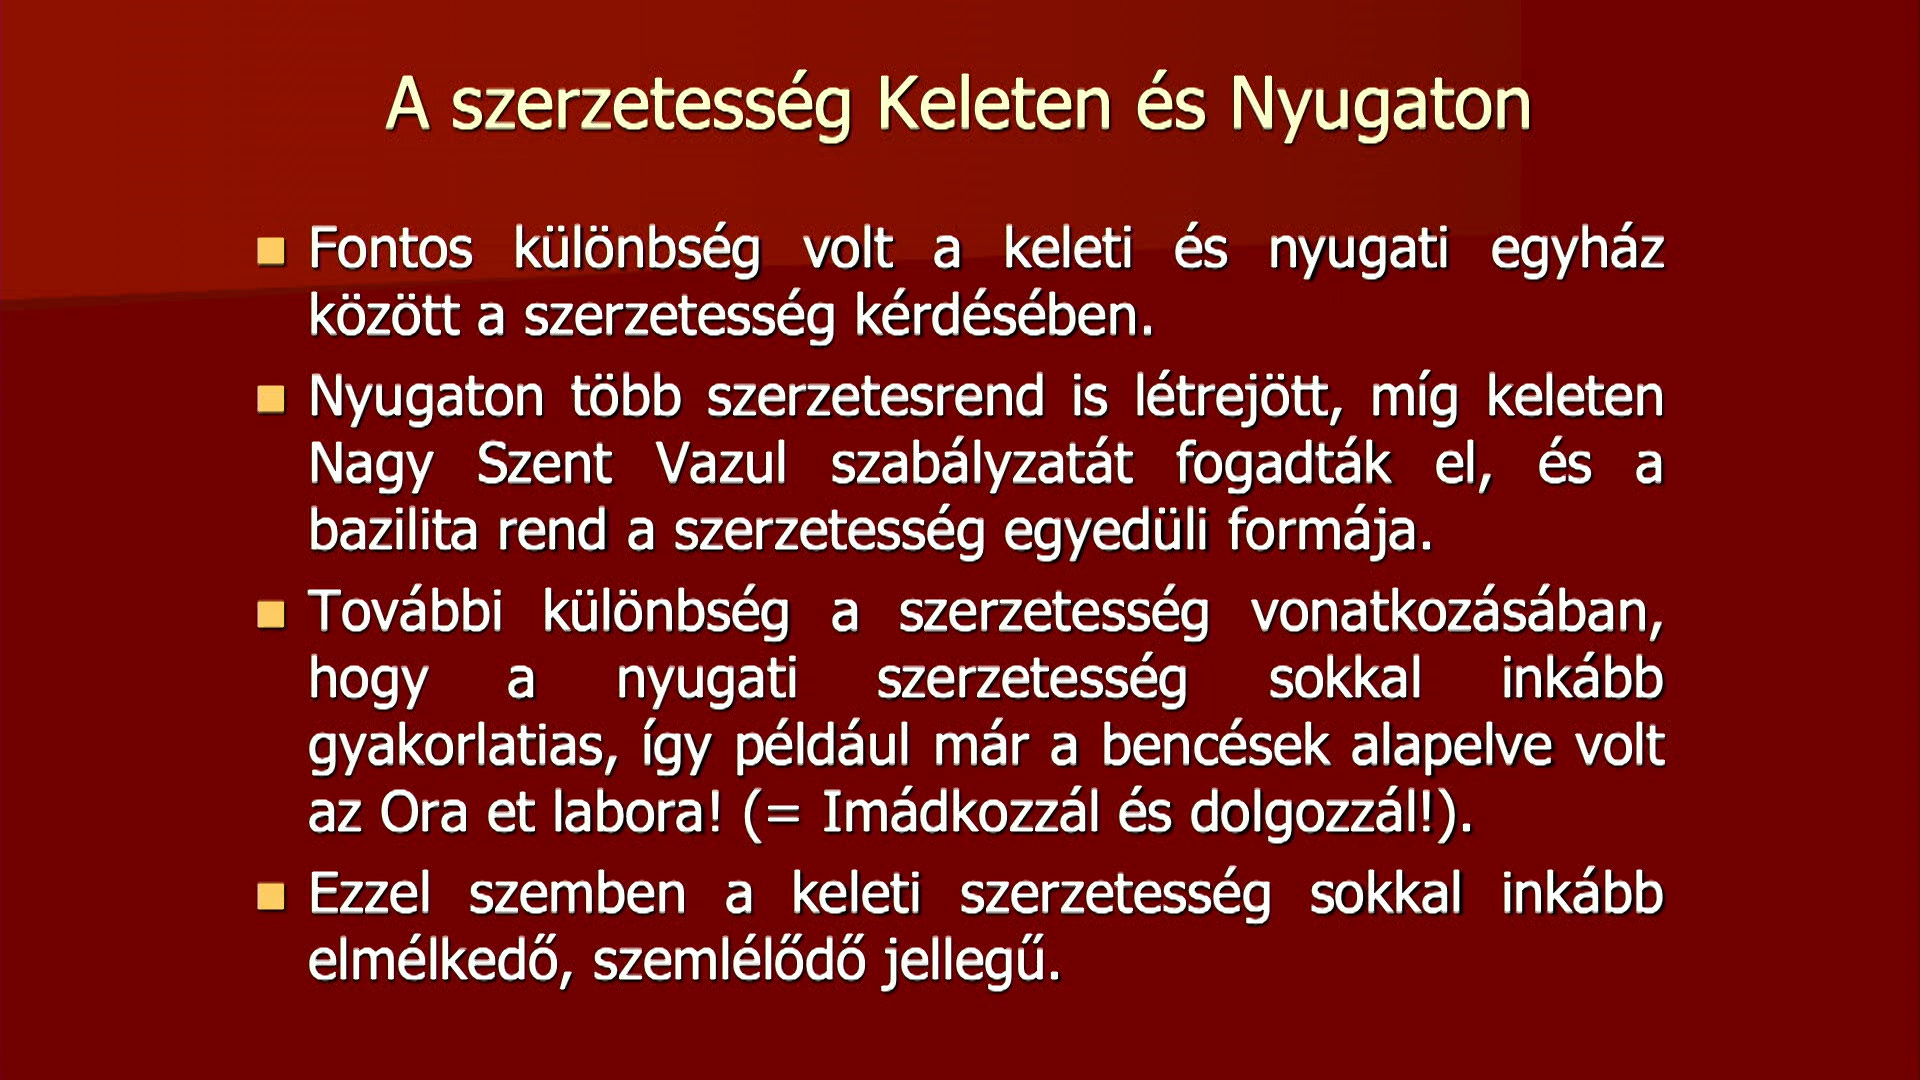 A szerzetesség Keleten és Nyugaton
Fontos különbség volt a keleti és nyugati egyház
között a szerzetesség kérdésében.
Nyugaton több szerzetesrend is létrejött, míg keleten
Nagy Szent Vazul szabályzatát fogadták el, és a
bazilita rend a szerzetesség egyedüli formája.
További különbség a szerzetesség vonatkozásában,
hogy a nyugati szerzetesség sokkal inkább
gyakorlatias, így például már a bencések alapelve volt
az Ora et labora! (= Imádkozzál és dolgozzál!).
Ezzel szemben a keleti szerzetesség sokkal inkább
elmélkedő, szemlélődő jellegű.